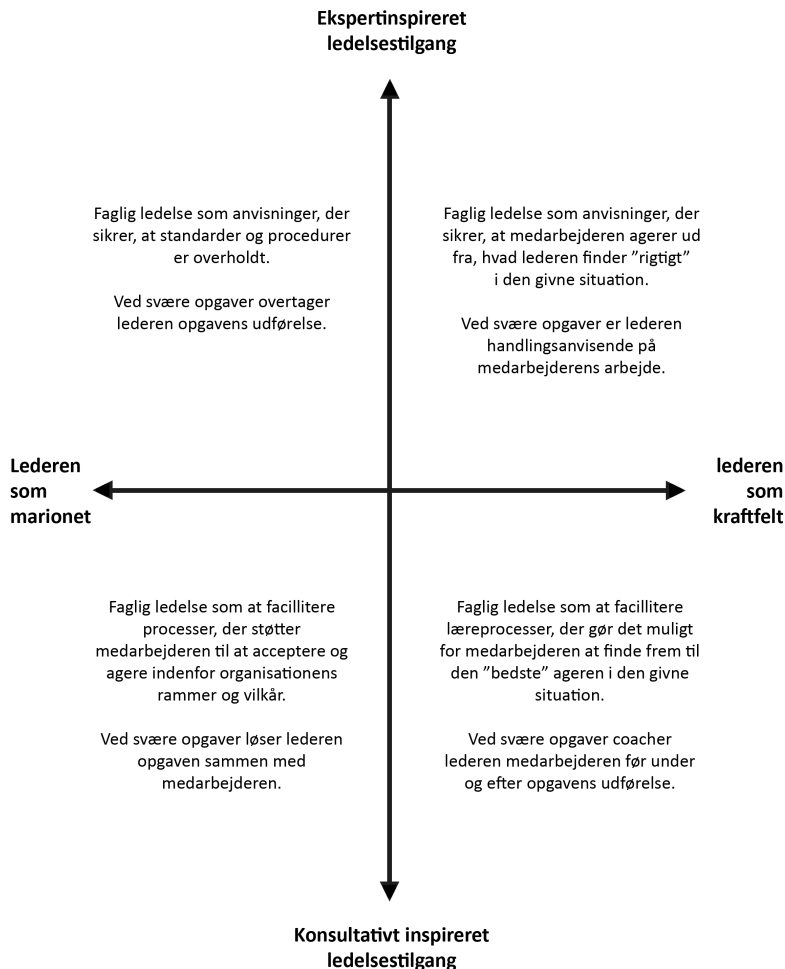 Ekspertinspireret
ledelsestilgang
Faglig ledelse som anvisninger, der
sikrer, at standarder og procedurer
er overholdt.
Ved svære opgaver overtager
lederen opgavens udførelse.
Faglig ledelse som anvisninger, der
sikrer, at medarbejderen agerer ud
fra, hvad lederen finder ”rigtigt”
i den givne situation.
Ved svære opgaver er lederen
handlingsanvisende på
medarbejderens arbejde.
Lederen
som
marionet
lederen
som
kraftfelt
Faglig ledelse som at facillitere
processer, der støtter
medarbejderen til at acceptere og
agere indenfor organisationens
rammer og vilkår.
Ved svære opgaver løser lederen
opgaven sammen med
medarbejderen.
Faglig ledelse som at facillitere
læreprocesser, der gør det muligt
for medarbejderen at finde frem til
den ”bedste” ageren i den givne
situation.
Ved svære opgaver coacher
lederen medarbejderen før under
og efter opgavens udførelse.
Konsultativt inspireret
ledelsestilgang